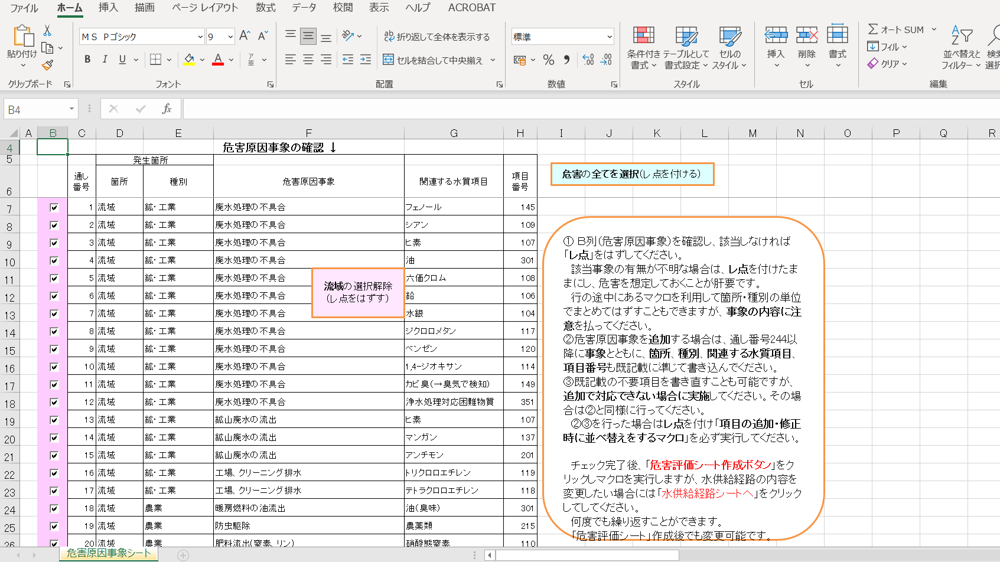 ファイル ホーム 挿入 描画 ページ レイアウト 数式 データ 校閲 表示 ヘルプ ACROBAT
ＭＳ Ｐゴシック 9 折り返して全体を表示する 標準 オート SUM
貼り付け B I U セルを結合して中央揃え % 条件付き書式 テーブルとして書式設定 セルのスタイル 挿入 削除 書式 フィル クリア 並べ替えと フィルター
クリップボード フォント 配置 数値 スタイル セル 編集
B4 fx
A B C D E F G H I J K L M N O P Q R
4 危害原因事象の確認 ↓
5 発生箇所
6 通し番号 箇所 種別 危害原因事象 関連する水質項目 項目番号
7 1 流域 鉱・工業 廃水処理の不具合 フェノール 145
8 2 流域 鉱・工業 廃水処理の不具合 シアン 109
9 3 流域 鉱・工業 廃水処理の不具合 ヒ素 107
10 4 流域 鉱・工業 廃水処理の不具合 油 301
11 5 流域 鉱・工業 廃水処理の不具合 六価クロム 108
12 6 流域 鉱・工業 廃水処理の不具合 鉛 106
13 7 流域 鉱・工業 廃水処理の不具合 水銀 104
14 8 流域 鉱・工業 廃水処理の不具合 ジクロロメタン 117
15 9 流域 鉱・工業 廃水処理の不具合 ベンゼン 120
16 10 流域 鉱・工業 廃水処理の不具合 1,4-ジオキサン 114
17 11 流域 鉱・工業 廃水処理の不具合 カビ臭(→臭気で検知) 149
18 12 流域 鉱・工業 廃水処理の不具合 浄水処理対応困難物質 351
19 13 流域 鉱・工業 鉱山廃水の流出 ヒ素 107
20 14 流域 鉱・工業 鉱山廃水の流出 マンガン 137
21 15 流域 鉱・工業 鉱山廃水の流出 アンチモン 201
22 16 流域 鉱・工業 工場、クリーニング排水 トリクロロエチレン 119
23 17 流域 鉱・工業 工場、クリーニング排水 テトラクロロエチレン 118
24 18 流域 農業 暖房燃料の油流出 油(臭味) 301
25 19 流域 農業 防虫駆除 農薬類 215
26 20 流域 農業 肥料流出(窒素、リン) 硝酸態窒素 110
流域の選択解除
(レ点をはずす)
危害の全てを選択(レ点を付ける)
① B列(危害原因事象)を確認し、該当しなければ
「レ点」をはずしてください。
該当事象の有無が不明な場合は、レ点を付けたま
まにし、危害を想定しておくことが肝要です。
行の途中にあるマクロを利用して箇所・種別の単位
でまとめてはずすこともできますが、事象の内容に注
意を払ってください。
②危害原因事象を追加する場合は、通し番号244以
降に事象とともに、箇所、種別、関連する水質項目、
項目番号も既記載に準じて書き込んでください。
③既記載の不要項目を書き直すことも可能ですが、
追加で対応できない場合に実施してください。その場
合は②と同様に行ってください。
②③を行った場合はレ点を付け「項目の追加・修正
時に並べ替えをするマクロ」を必ず実行してください。
チェック完了後、「危害評価シート作成ボタン」をク
リックしマクロを実行しますが、水供給経路の内容を
変更したい場合には「水供給経路シートへ」をクリック
してしてください。
何度でも繰り返すことができます。
「危害評価シート」作成後でも変更可能です。
危害原因事象シート